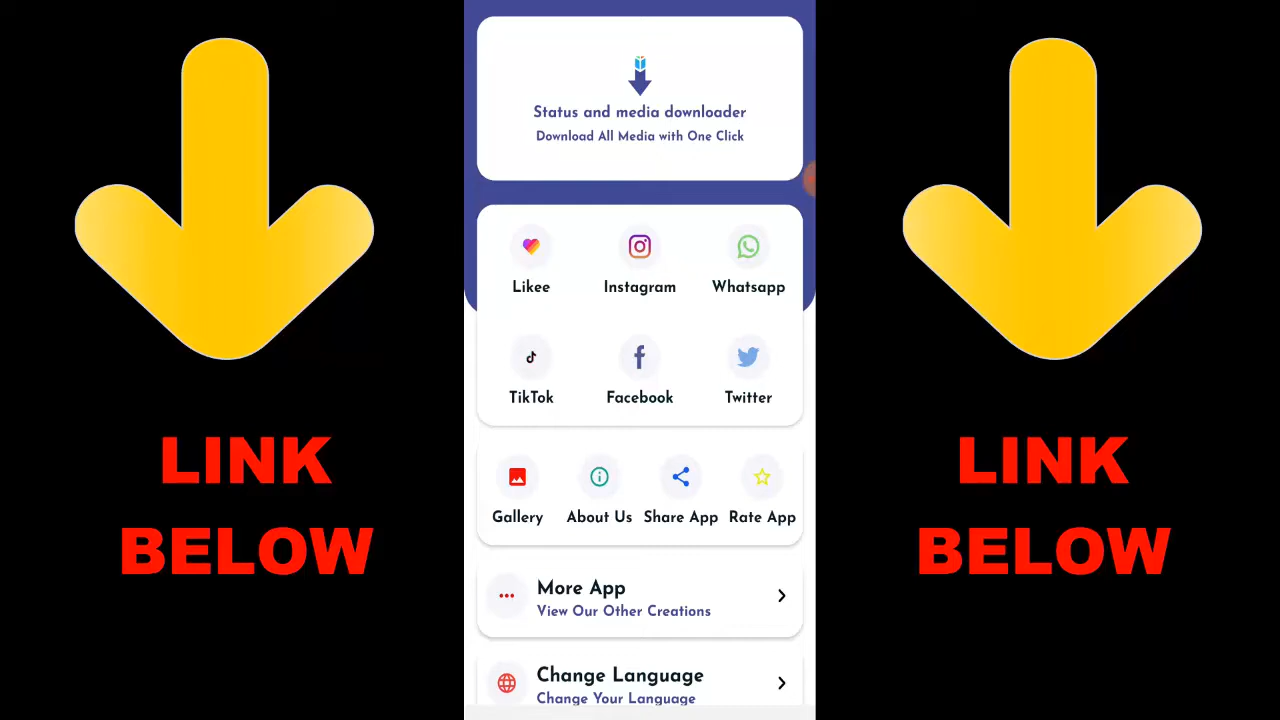 Status and media downloader
Download All Media with One Click
Likee
Instagram
Whatsapp
TikTok
Facebook
Twitter
Gallery
About Us
Share App
Rate App
More App
View Our Other Creations
Change Language
Change Your Language
LINK
BELOW
LINK
BELOW